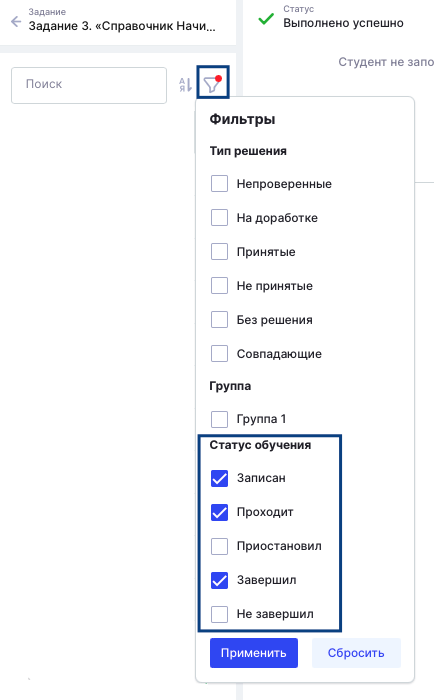 Задание
Задание 3. «Справочник Начи...
Статус
Выполнено успешно
Студент не запо
Поиск
А
Я
Фильтры
Тип решения
Непроверенные
На доработке
Принятые
Не принятые
Без решения
Совпадающие
Группа
Группа 1
Статус обучения
Записан
Проходит
Приостановил
Завершил
Не завершил
Применить
Сбросить